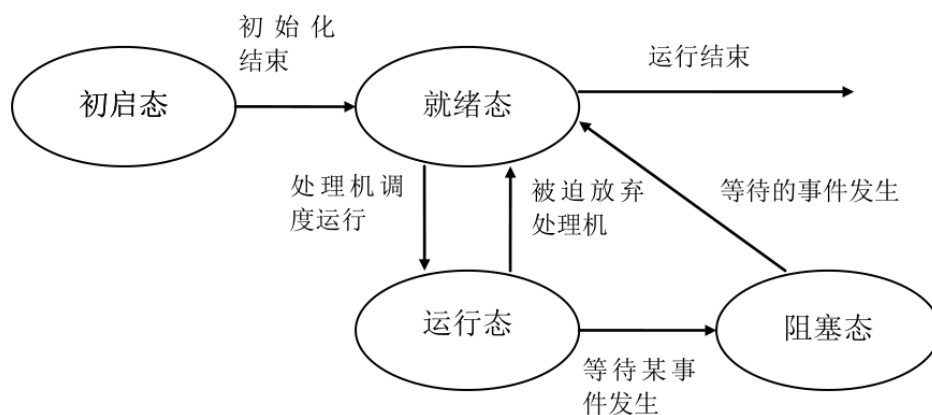 初始化
结束
运行结束
初启态
就绪态
处理机调
度运行
被迫放弃
处理机
等待的事件发生
运行态
阻塞态
等待某事
件发生